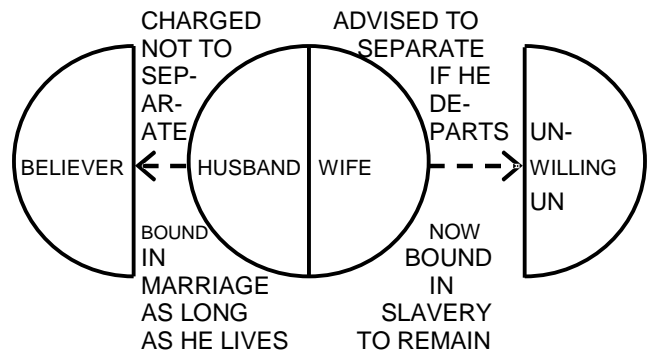 CHARGED
NOT TO
SEP-
AR-
ATE
ADVISED TO
SEPARATE
IF HE
DE-
PARTS
BELIEVER
HUSBAND
WIFE
UN-
WILLING
UN
BOUND
IN
MARRIAGE
AS LONG
AS HE LIVES
NOW
BOUND
IN
SLAVERY
TO REMAIN